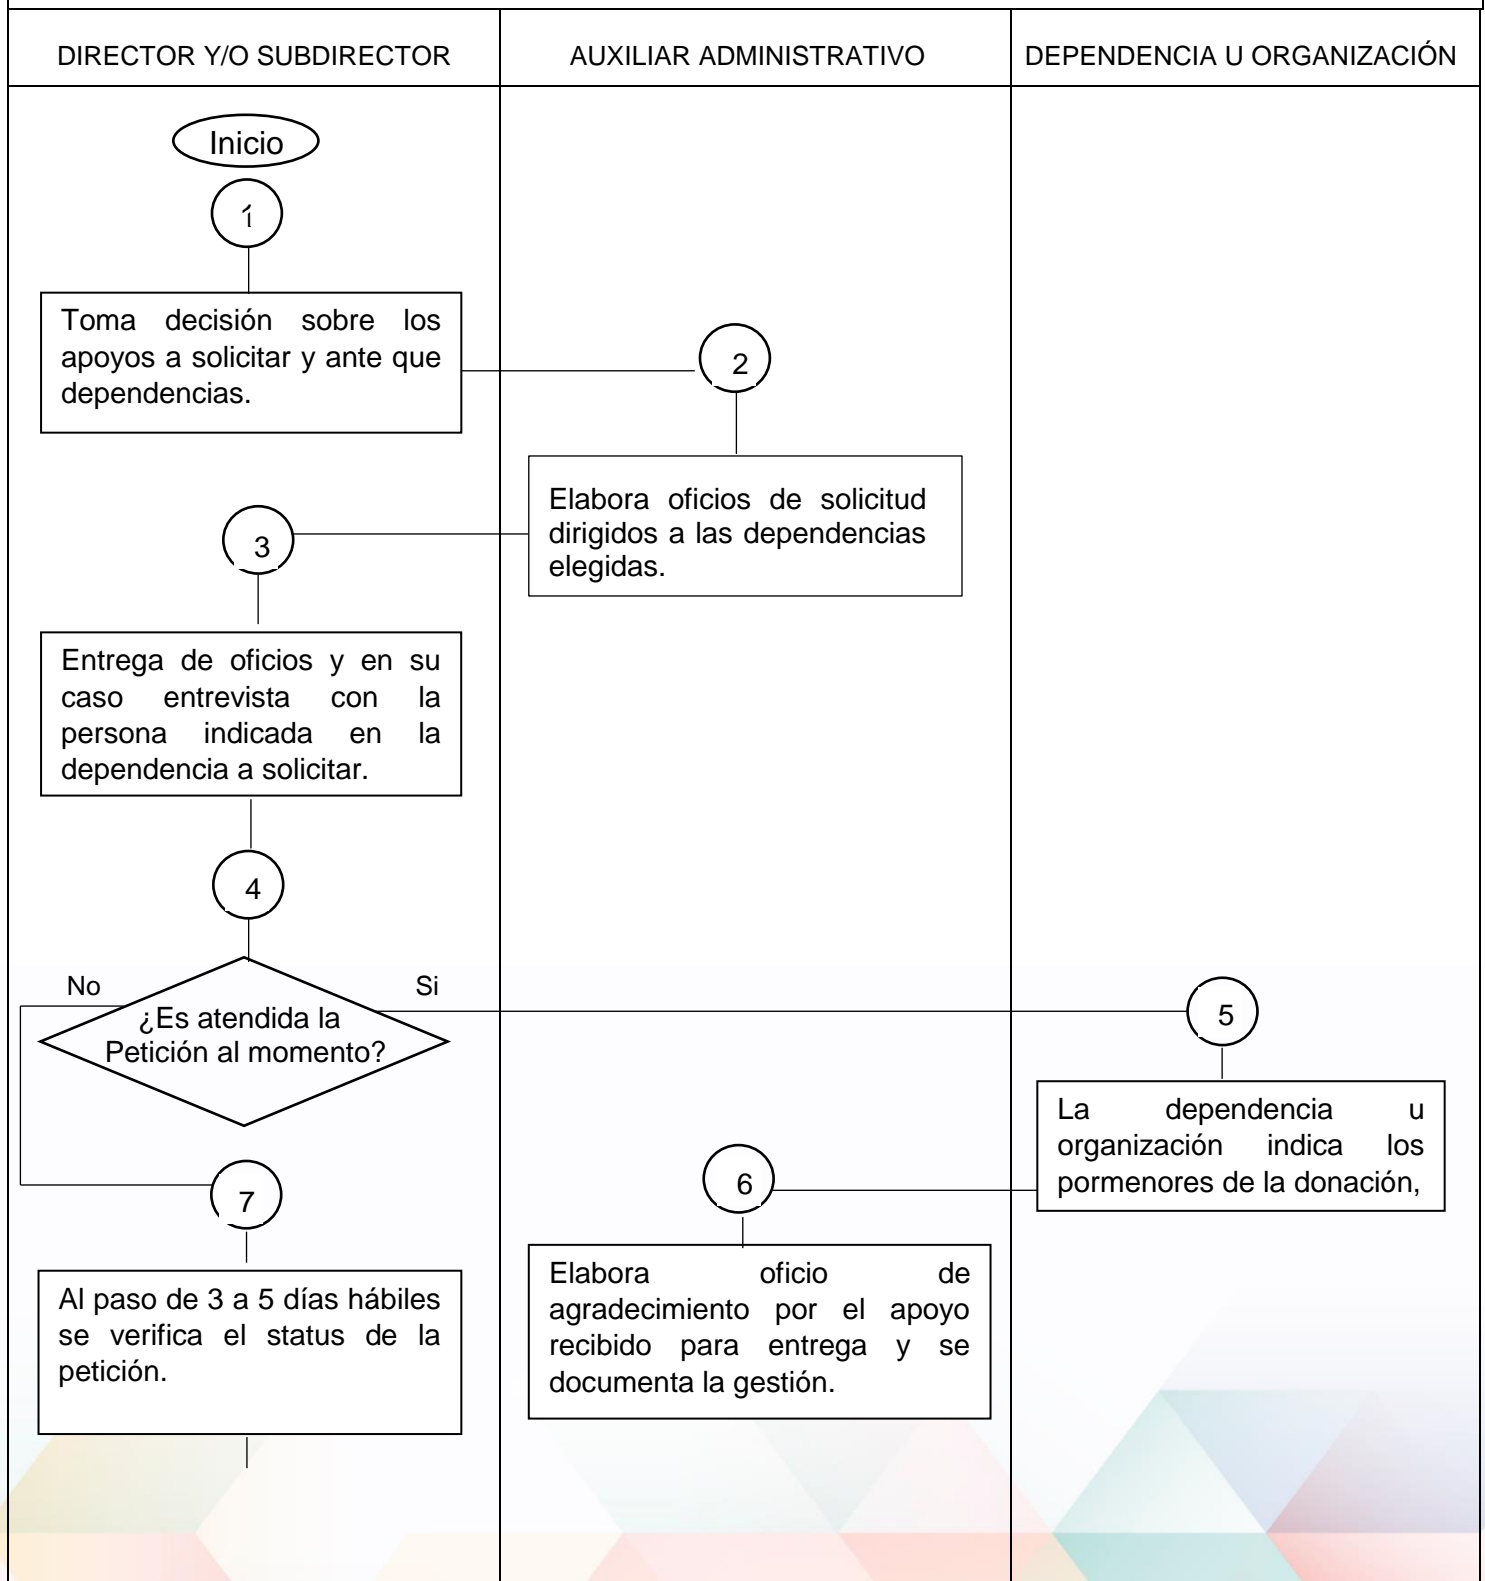 DIRECTOR Y/O SUBDIRECTOR
AUXILIAR ADMINISTRATIVO
DEPENDENCIA U ORGANIZACIÓN
Inicio
1
Toma decisión sobre los
apoyos a solicitar y ante que
dependencias.
2
Elabora oficios de solicitud
dirigidos a las dependencias
elegidas.
3
Entrega de oficios y en su
caso entrevista con la
persona indicada en la
dependencia a solicitar.
4
No
Si
¿Es atendida la
Petición al momento?
5
La dependencia u
organización indica los
pormenores de la donación,
6
Elabora oficio de
agradecimiento por el apoyo
recibido para entrega y se
documenta la gestión.
7
Al paso de 3 a 5 días hábiles
se verifica el status de la
petición.